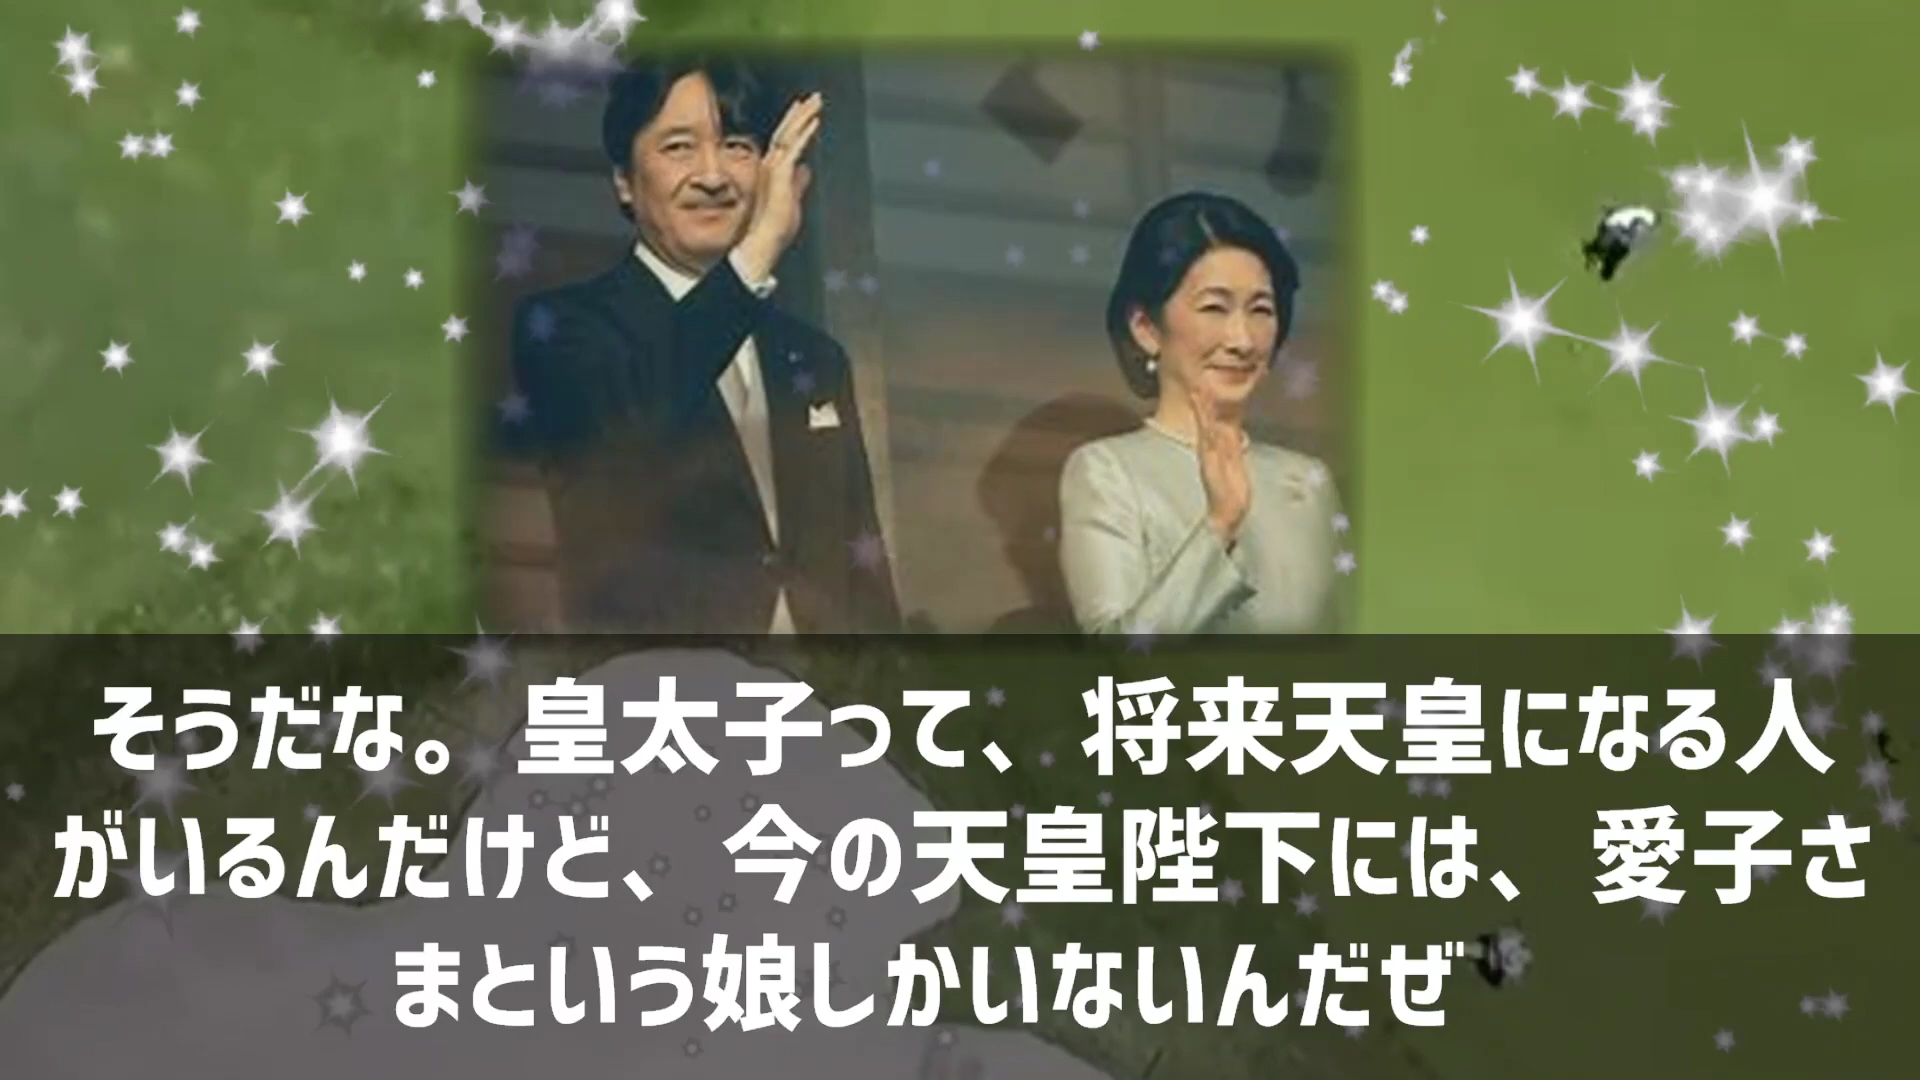 そうだな。皇太子って、将来天皇になる人
がいるんだけど、今の天皇陛下には、愛子さ
まという娘しかいないんだぜ